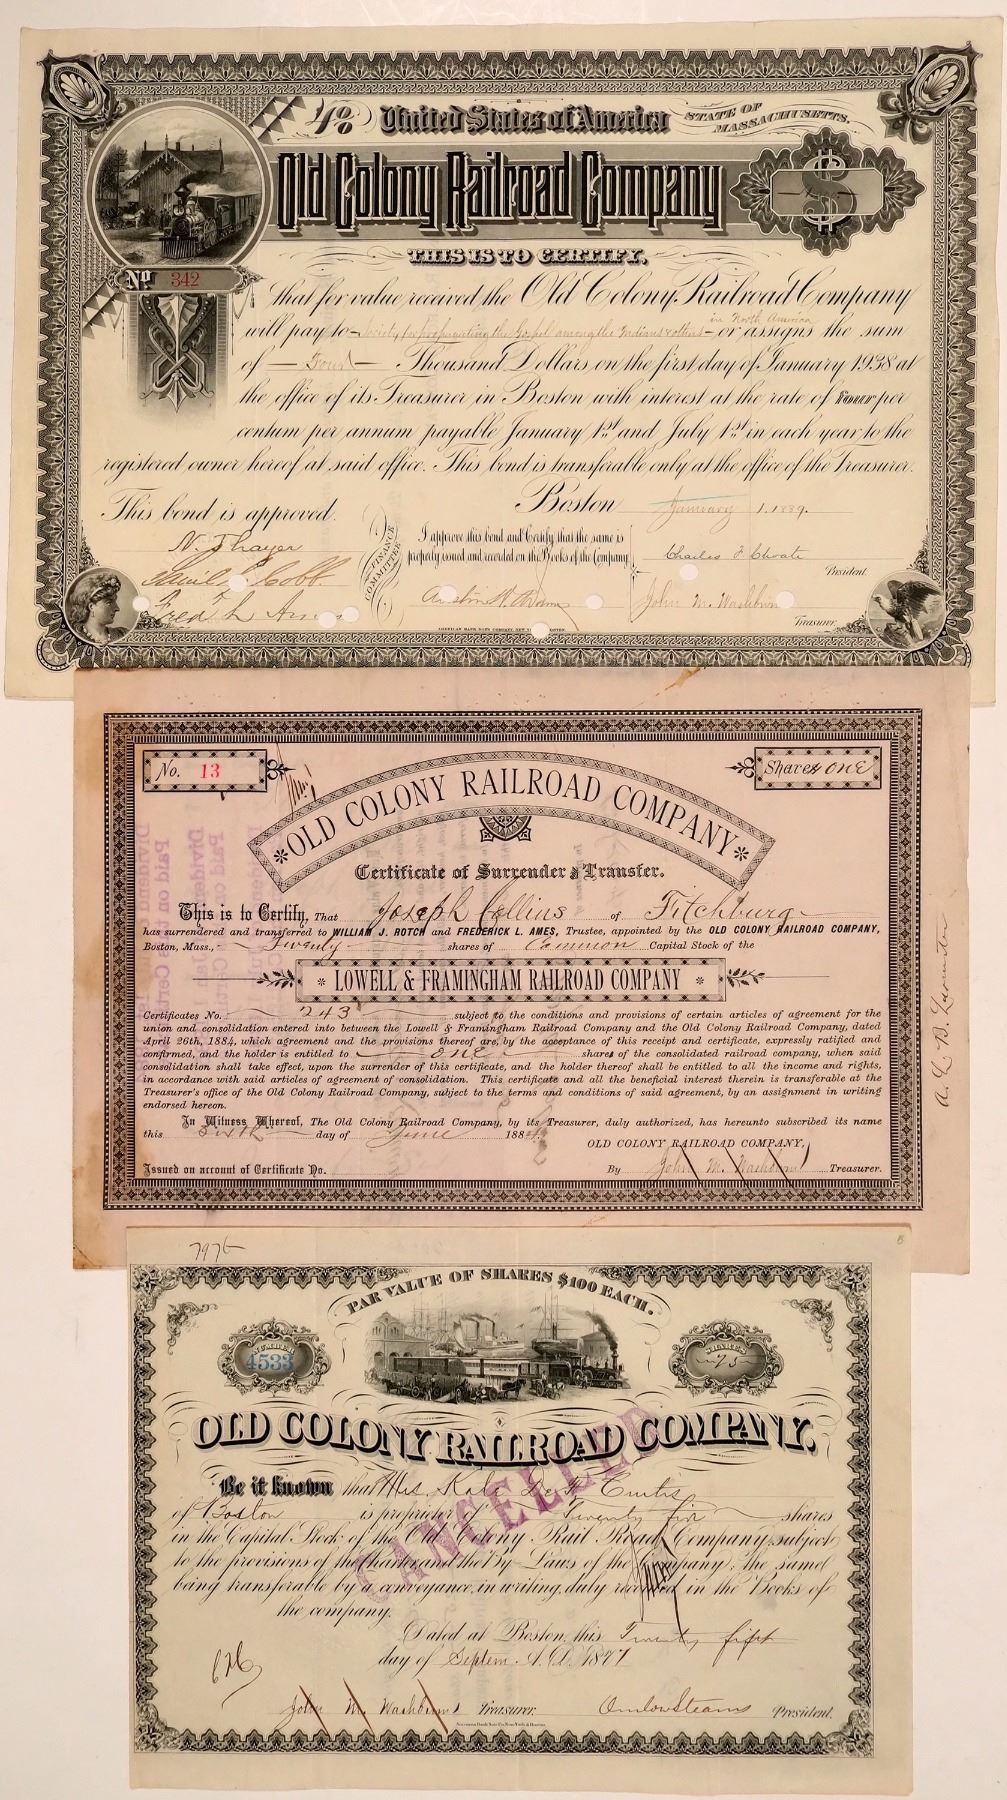 4% United States of America STATE OF MASSACHUSETTS.
Old Colony Railroad Company
$
THIS IS TO CERTIFY,
No 342
that for value received the Old Colony Railroad Company
in North America
will pay to Society for Propagating the Gospel among the Indians & others or assigns the sum
of Four Thousand Dollars on the first day of January 1938 at
the office of its Treasurer in Boston with interest at the rate of FOUR per
centum per annum payable January 1st and July 1st in each year to the
registered owner hereof at said office. This bond is transferable only at the office of the Treasurer.
Boston January 1. 1889.
This bond is approved.
N. Thayer
Saml. C. Cobb
Fred. L. Ames
FINANCE COMMITTEE
I approve this bond and Certify that the same is
properly issued and recorded on the Books of the Company
Charles F. Choate
President.
John M. Washburn
Treasurer.
No. 13
Shares ONE
OLD COLONY RAILROAD COMPANY
Certificate of Surrender and Transfer.
This is to Certify, That Joseph Collins of Fitchburg
has surrendered and transferred to WILLIAM J. ROTCH and FREDERICK L. AMES, Trustee, appointed by the OLD COLONY RAILROAD COMPANY,
Boston, Mass., - Twenty shares of Common Capital Stock of the
LOWELL & FRAMINGHAM RAILROAD COMPANY
Certificates No. 243 subject to the conditions and provisions of certain articles of agreement for the
union and consolidation entered into between the Lowell & Framingham Railroad Company and the Old Colony Railroad Company, dated
April 26th, 1884, which agreement and the provisions thereof are, by the acceptance of this receipt and certificate, expressly ratified and
confirmed, and the holder is entitled to one shares of the consolidated railroad company, when said
consolidation shall take effect, upon the surrender of this certificate, and the holder thereof shall be entitled to all the income and rights,
in accordance with said articles of agreement of consolidation. This certificate and all the beneficial interest therein is transferable at the
Treasurer's office of the Old Colony Railroad Company, subject to the terms and conditions of said agreement, by an assignment in writing
endorsed hereon.
In Witness Whereof, The Old Colony Railroad Company, by its Treasurer, duly authorized, has hereunto subscribed its name
this Sixth day of June 1884
OLD COLONY RAILROAD COMPANY,
Issued on account of Certificate No.
By John M. Washburn Treasurer.
PAR VALUE OF SHARES $100 EACH.
NUMBER
4533
SHARES
25
OLD COLONY RAILROAD COMPANY.
CANCELLED
Be it known that Mrs. Kate Curtis
of Boston is proprietor of Twenty five shares
in the Capital Stock of the Old Colony Rail Road Company, subject
to the provisions of the Charter and the By-Laws of the Company, the same
being transferable by a conveyance in writing, duly recorded in the Books of
the company.
Dated at Boston, this Twenty fifth
day of Septem. A.D. 1877
John M. Washburn Treasurer. Onslow Stearns President.